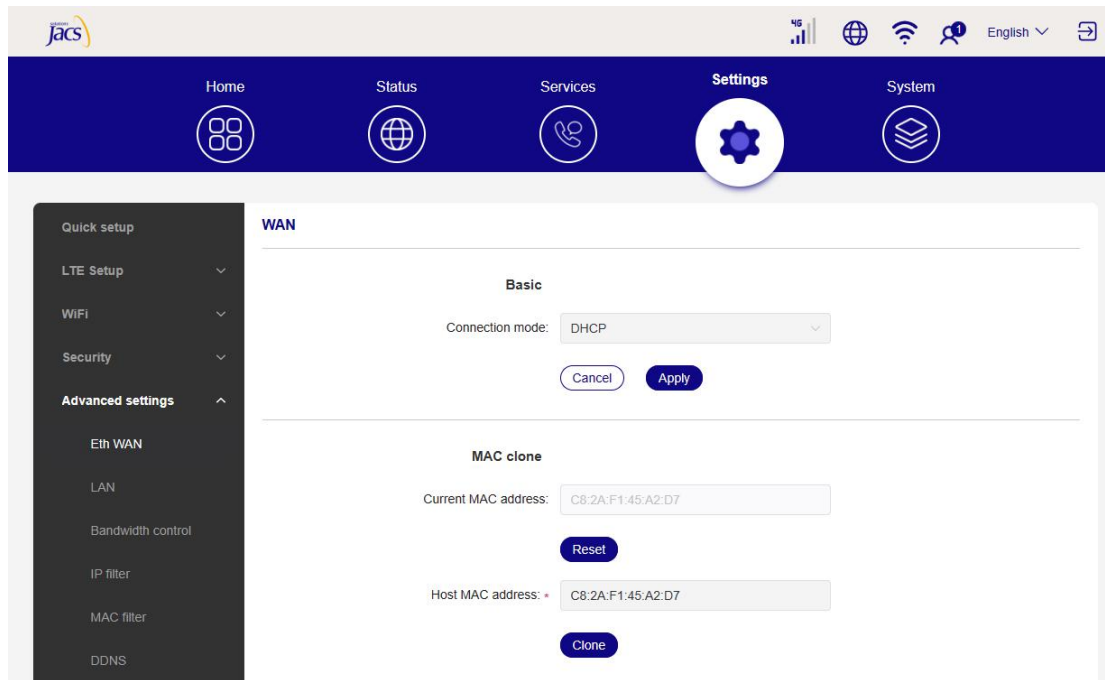 solutions
jacs
4G
1
English
Home
Status
Services
Settings
System
Quick setup
LTE Setup
WiFi
Security
Advanced settings
Eth WAN
LAN
Bandwidth control
IP filter
MAC filter
DDNS
WAN
Basic
Connection mode: DHCP
Cancel Apply
MAC clone
Current MAC address: C8:2A:F1:45:A2:D7
Reset
Host MAC address: * C8:2A:F1:45:A2:D7
Clone